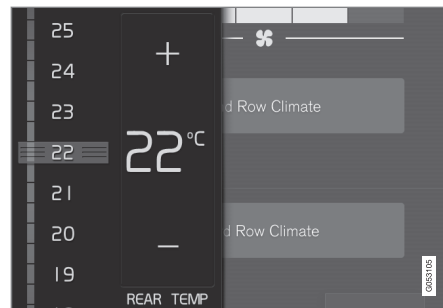 25
24
23
22
21
20
19
+
22°C
−
REAR TEMP
d Row Climate
d Row Climate
G053105